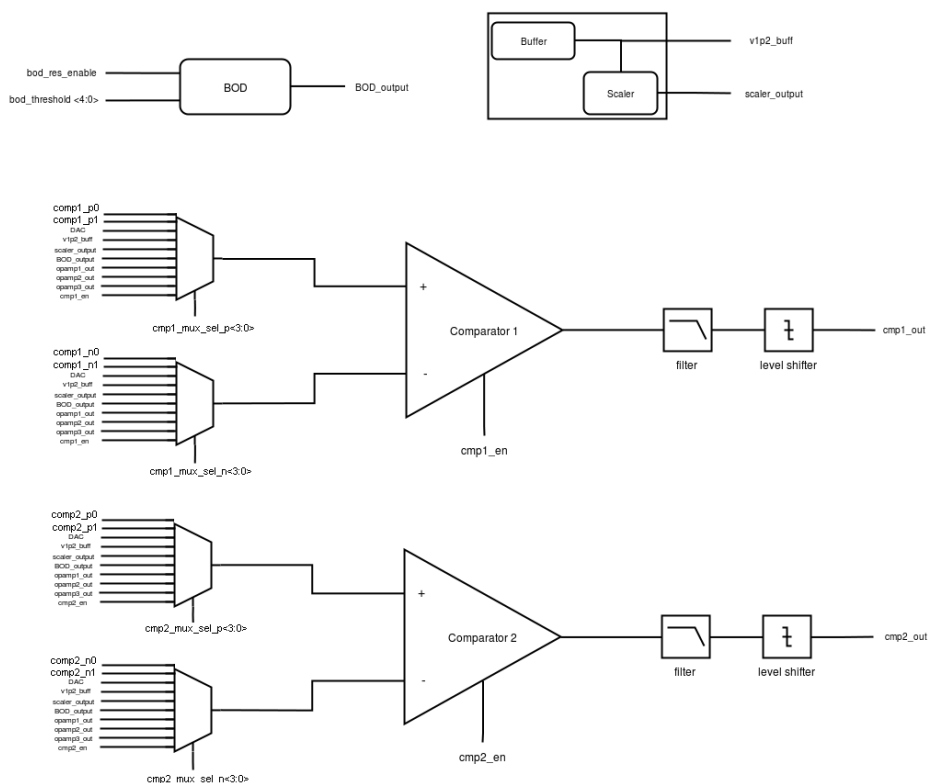 Buffer
v1p2_buff
bod_res_enable
BOD
BOD_output
bod_threshold <4:0>
Scaler
scaler_output
comp1_p0
comp1_p1
DAC
v1p2_buff
scaler_output
BOD_output
opamp1_out
opamp2_out
opamp3_out
cmp1_en
cmp1_mux_sel_p<3:0>
+
Comparator 1
-
cmp1_en
filter
level shifter
cmp1_out
comp1_n0
comp1_n1
DAC
v1p2_buff
scaler_output
BOD_output
opamp1_out
opamp2_out
opamp3_out
cmp1_en
cmp1_mux_sel_n<3:0>
comp2_p0
comp2_p1
DAC
v1p2_buff
scaler_output
BOD_output
opamp1_out
opamp2_out
opamp3_out
cmp2_en
cmp2_mux_sel_p<3:0>
+
Comparator 2
-
cmp2_en
filter
level shifter
cmp2_out
comp2_n0
comp2_n1
DAC
v1p2_buff
scaler_output
BOD_output
opamp1_out
opamp2_out
opamp3_out
cmp2_en
cmp2_mux_sel_n<3:0>